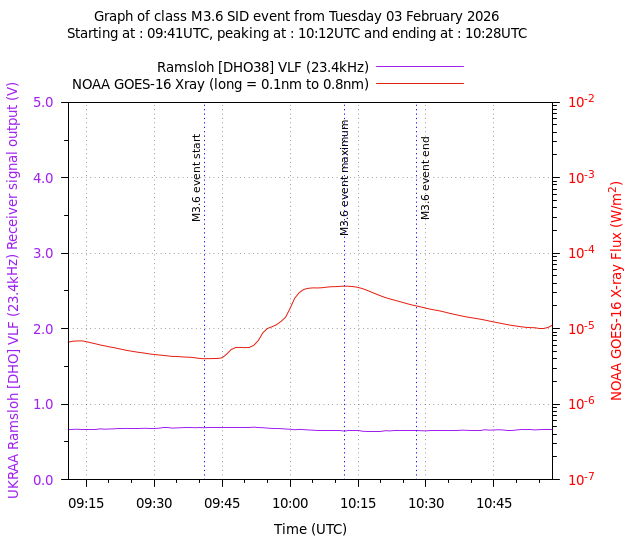 Graph of class M3.6 SID event from Tuesday 03 February 2026
Starting at : 09:41UTC, peaking at : 10:12UTC and ending at : 10:28UTC
Ramsloh [DHO38] VLF (23.4kHz)
NOAA GOES-16 Xray (long = 0.1nm to 0.8nm)
UKRAA Ramsloh [DHO] VLF (23.4kHz) Receiver signal output (V)
5.0
4.0
3.0
2.0
1.0
0.0
M3.6 event start
M3.6 event maximum
M3.6 event end
10^-2
10^-3
10^-4
10^-5
10^-6
10^-7
NOAA GOES-16 X-ray Flux (W/m²)
09:15 09:30 09:45 10:00 10:15 10:30 10:45
Time (UTC)